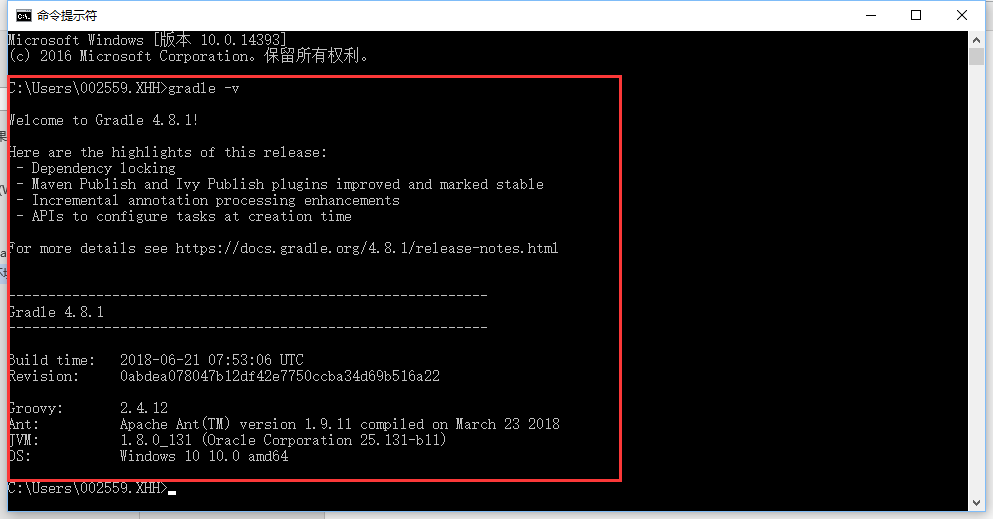 命令提示符
Microsoft Windows [版本 10.0.14393]
(c) 2016 Microsoft Corporation。保留所有权利。
C:\Users\002559.XHH>gradle -v
Welcome to Gradle 4.8.1!
Here are the highlights of this release:
- Dependency locking
- Maven Publish and Ivy Publish plugins improved and marked stable
- Incremental annotation processing enhancements
- APIs to configure tasks at creation time
For more details see https://docs.gradle.org/4.8.1/release-notes.html
------------------------------------------------------------
Gradle 4.8.1
------------------------------------------------------------
Build time:   2018-06-21 07:53:06 UTC
Revision:     0abdea078047b12df42e7750ccba34d69b516a22
Groovy:       2.4.12
Ant:          Apache Ant(TM) version 1.9.11 compiled on March 23 2018
JVM:          1.8.0_131 (Oracle Corporation 25.131-b11)
OS:           Windows 10 10.0 amd64
C:\Users\002559.XHH>